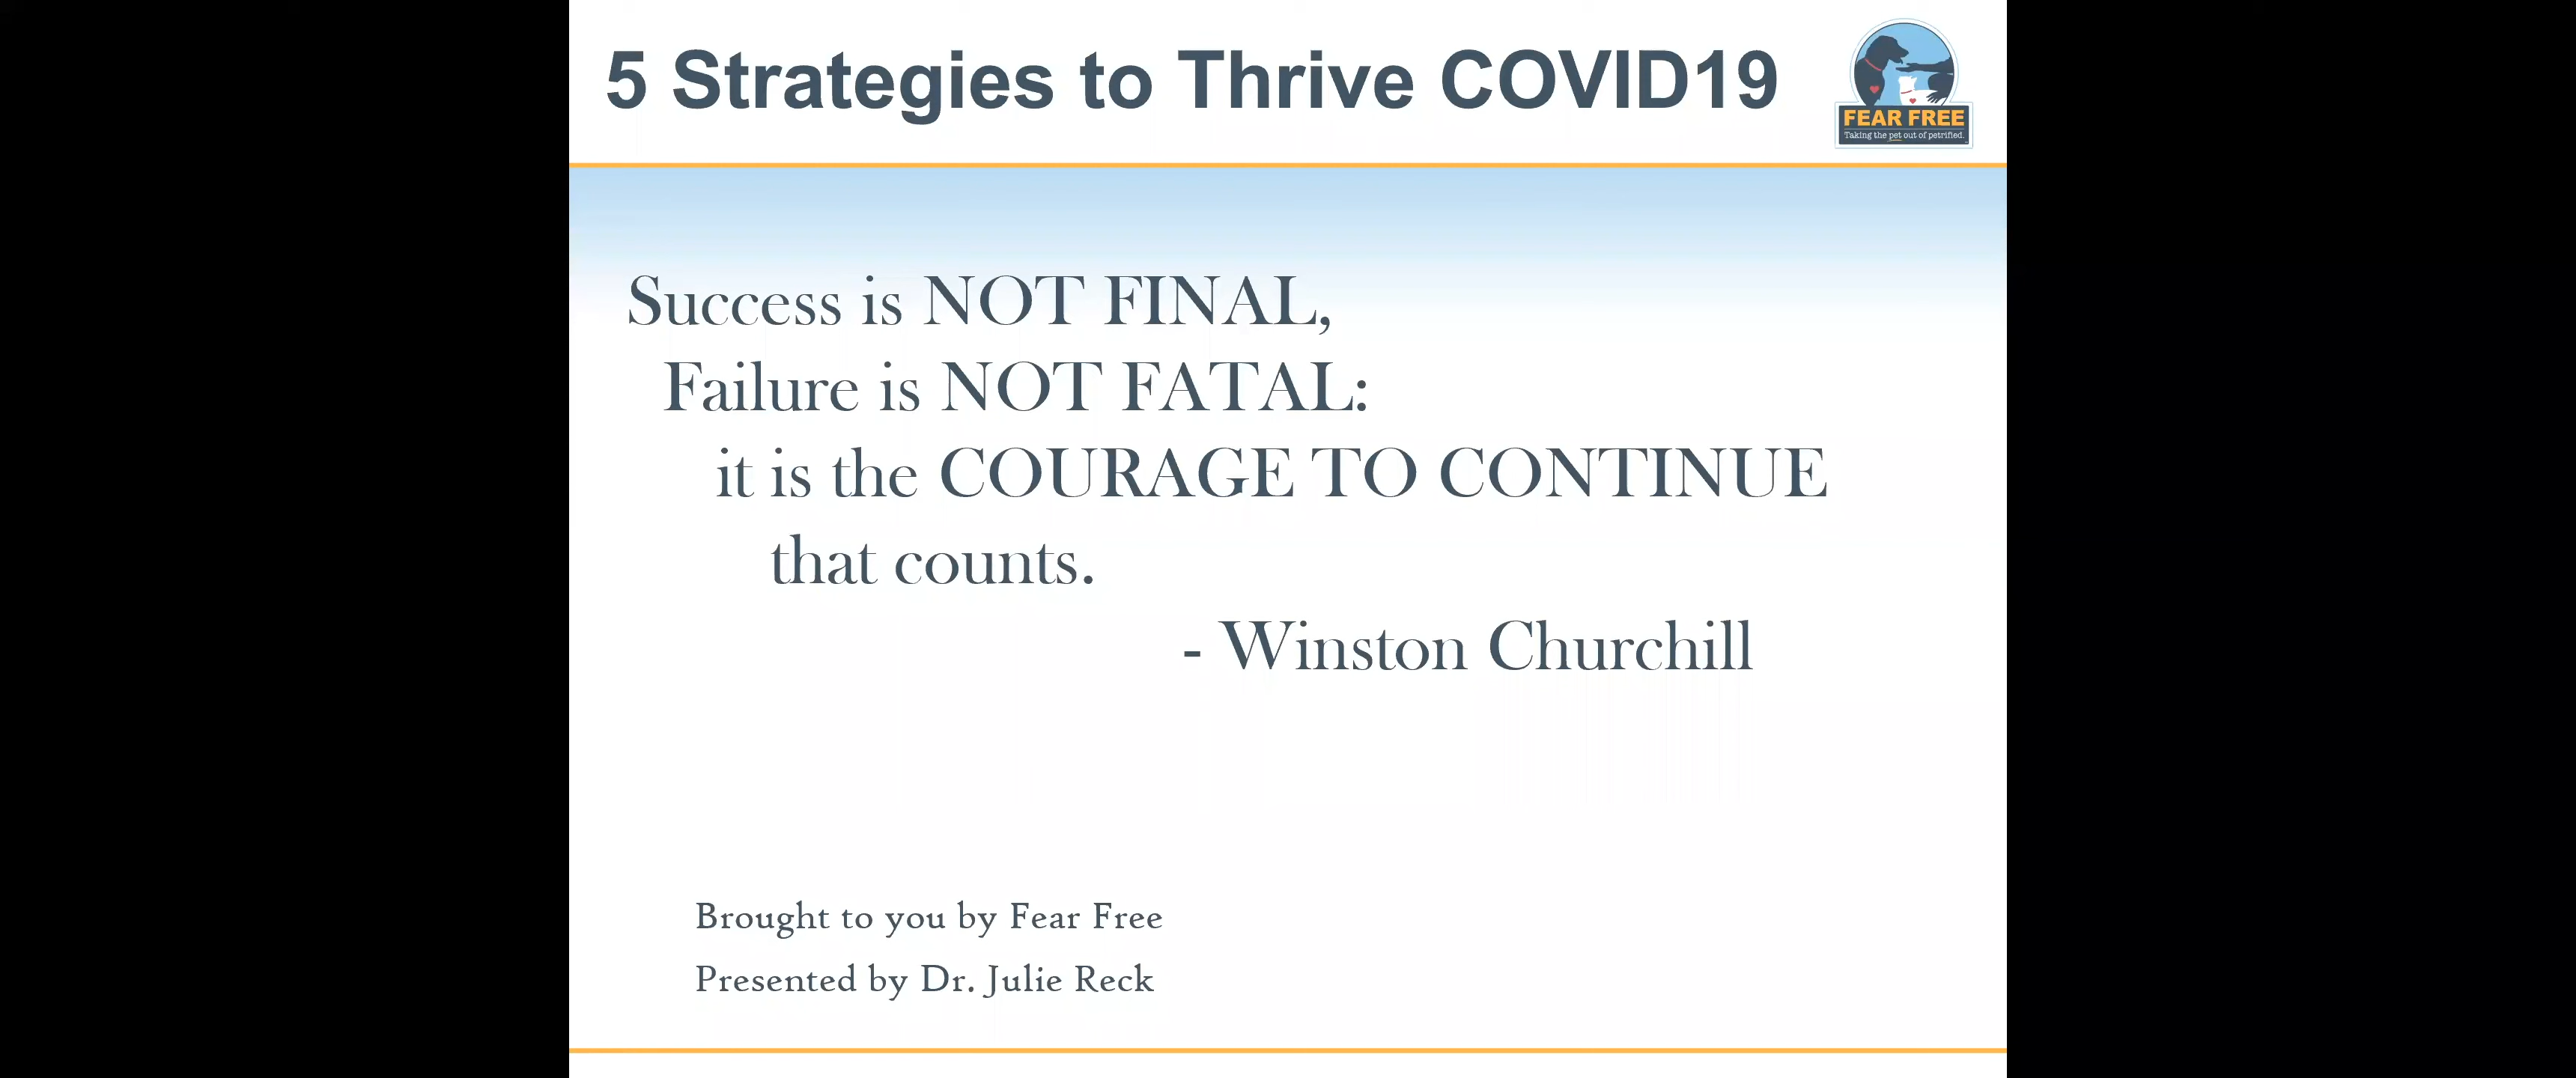 5 Strategies to Thrive COVID19
FEAR FREE
Taking the pet out of petrified.
Success is NOT FINAL,
Failure is NOT FATAL:
it is the COURAGE TO CONTINUE
that counts.
- Winston Churchill
Brought to you by Fear Free
Presented by Dr. Julie Reck